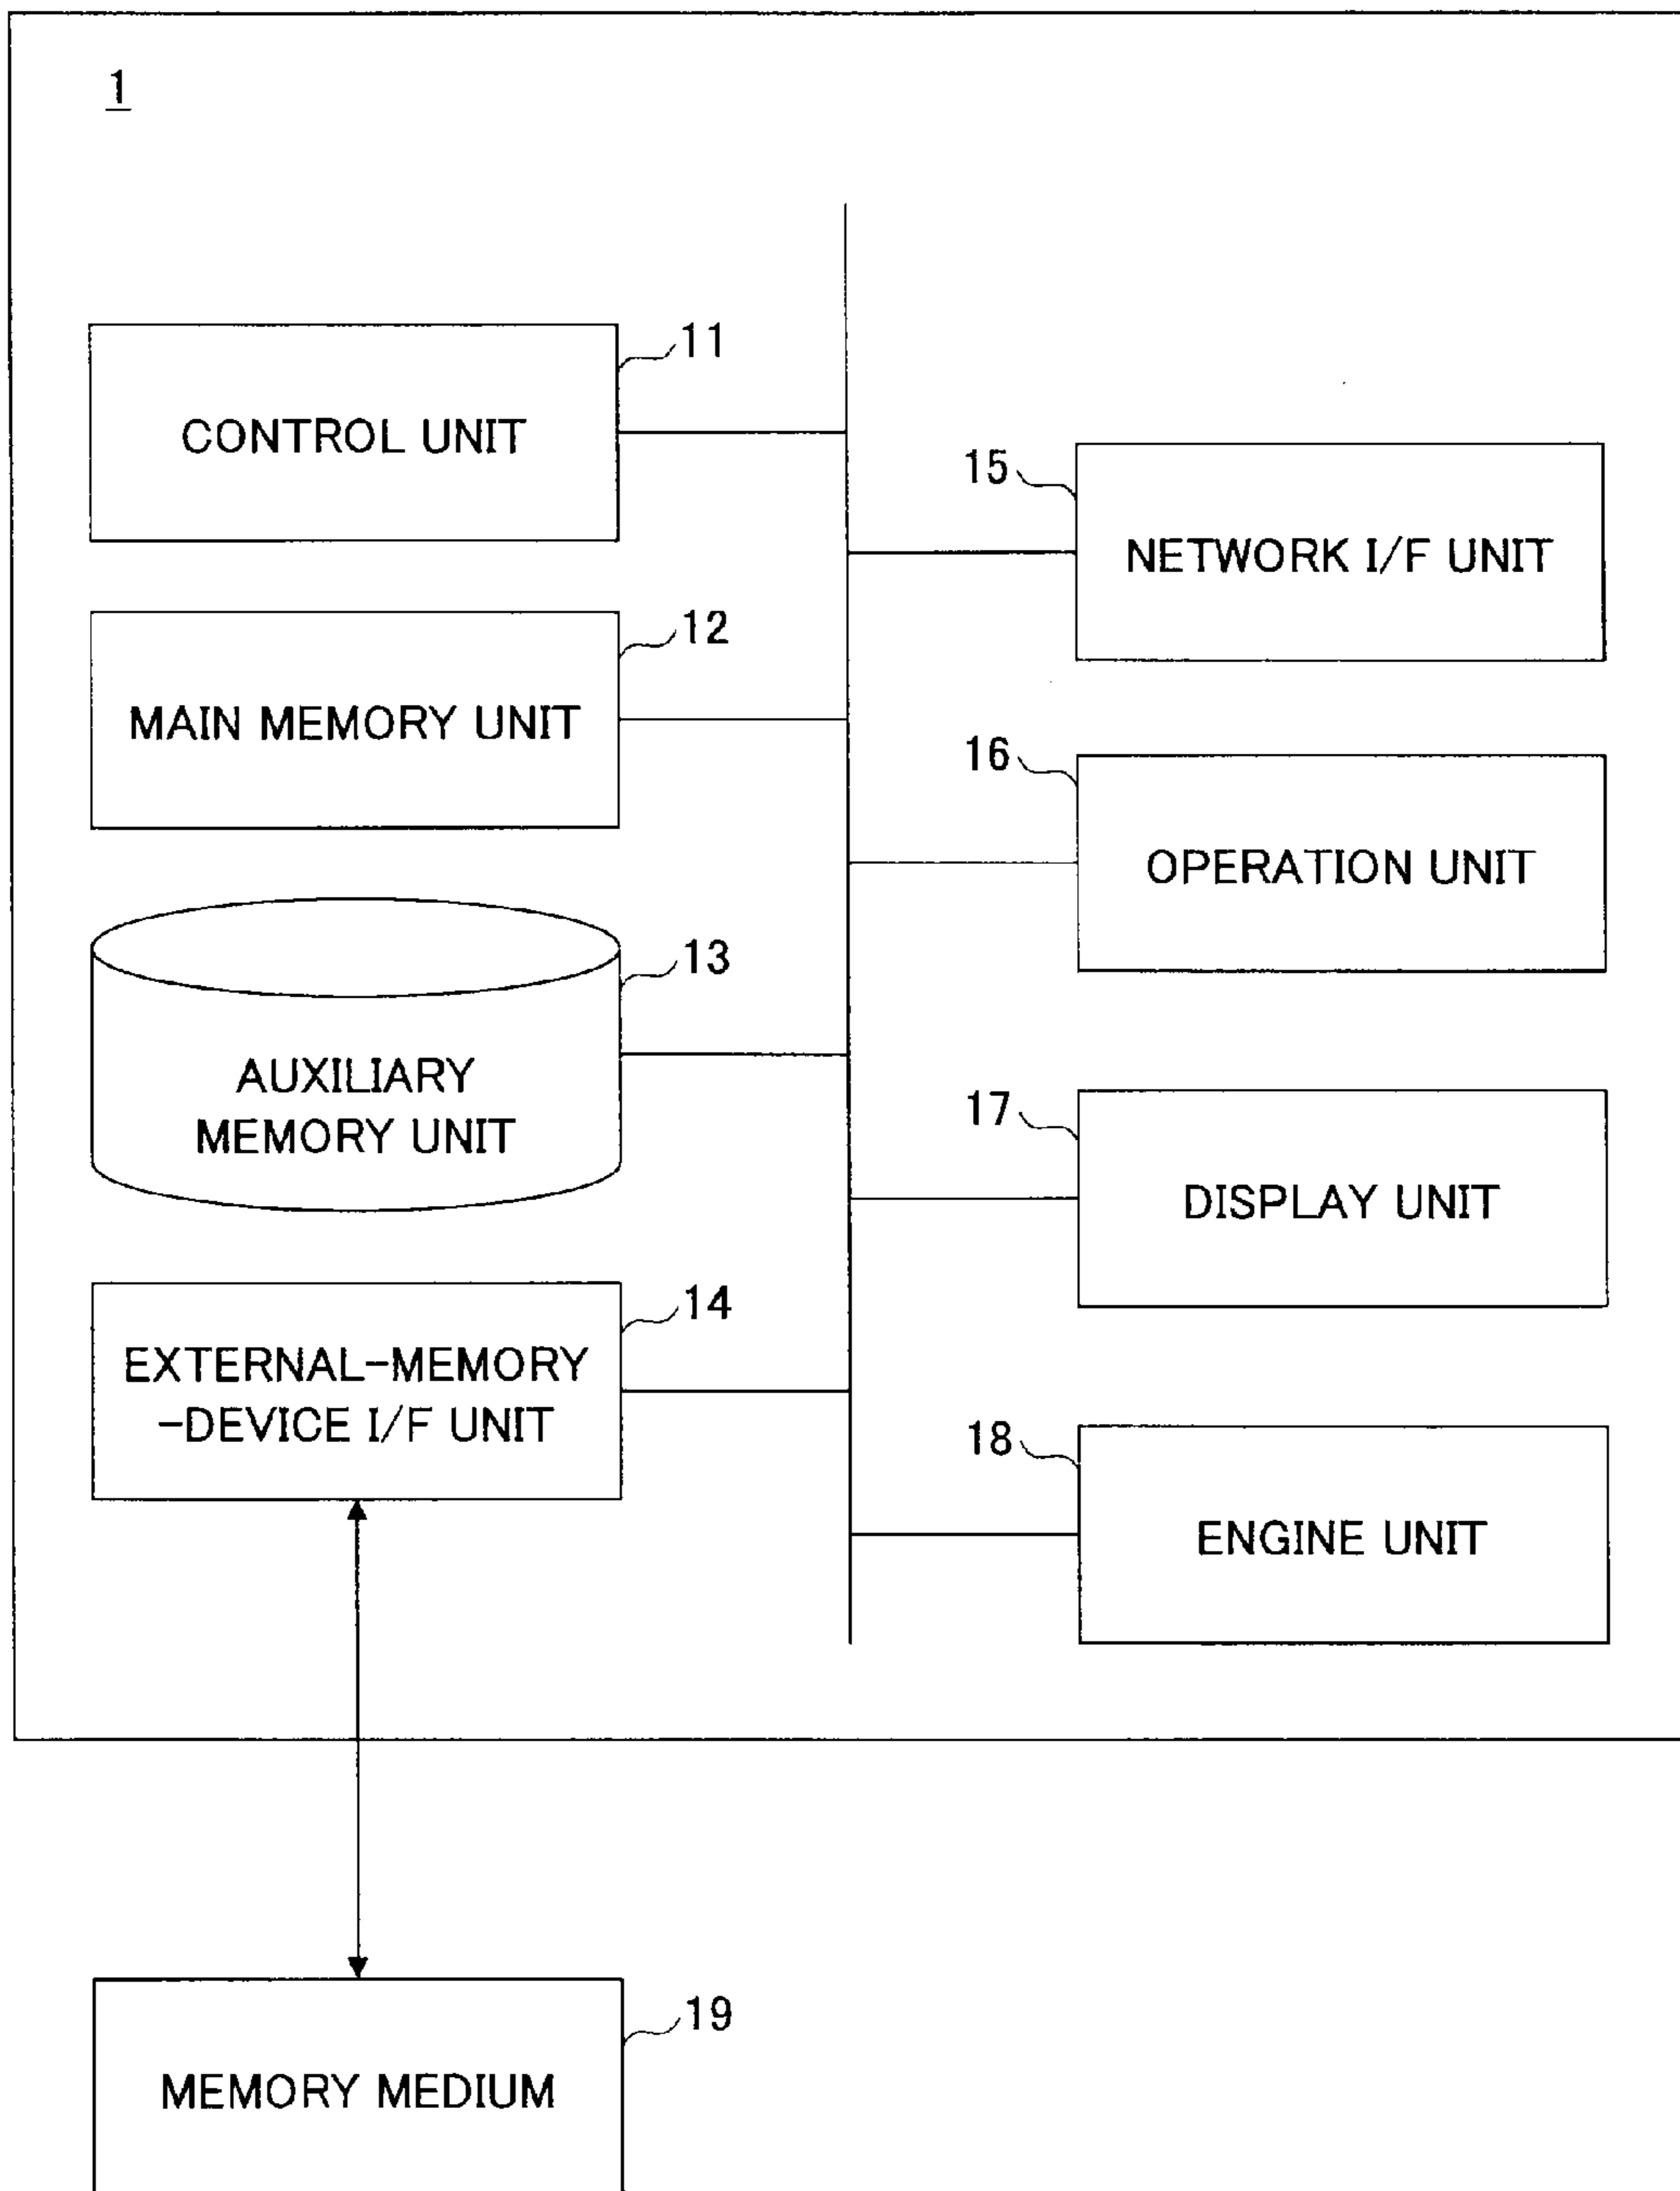 1
11
CONTROL UNIT
12
MAIN MEMORY UNIT
13
AUXILIARY
MEMORY UNIT
14
EXTERNAL-MEMORY
-DEVICE I/F UNIT
15
NETWORK I/F UNIT
16
OPERATION UNIT
17
DISPLAY UNIT
18
ENGINE UNIT
19
MEMORY MEDIUM